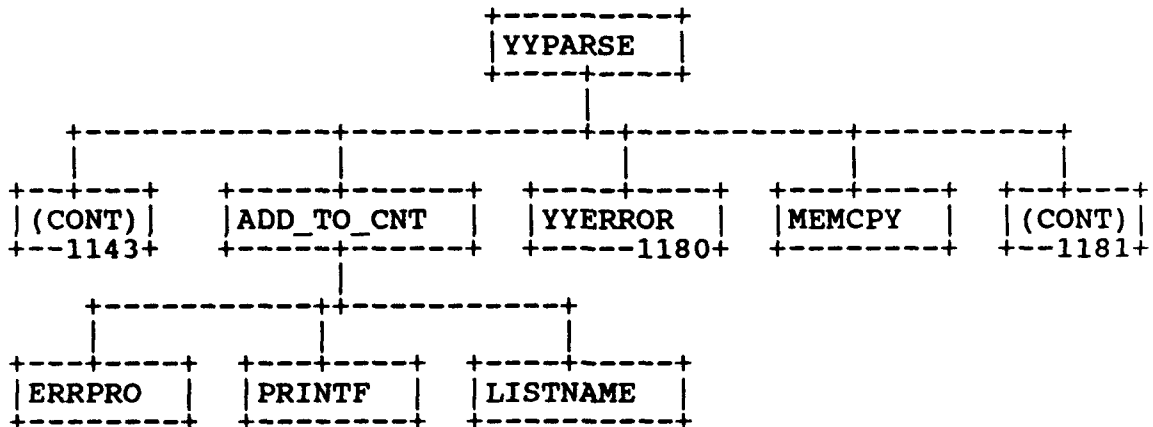 YYPARSE
(CONT) ADD_TO_CNT YYERROR MEMCPY (CONT)
1143 1180 1181
ERRPRO PRINTF LISTNAME